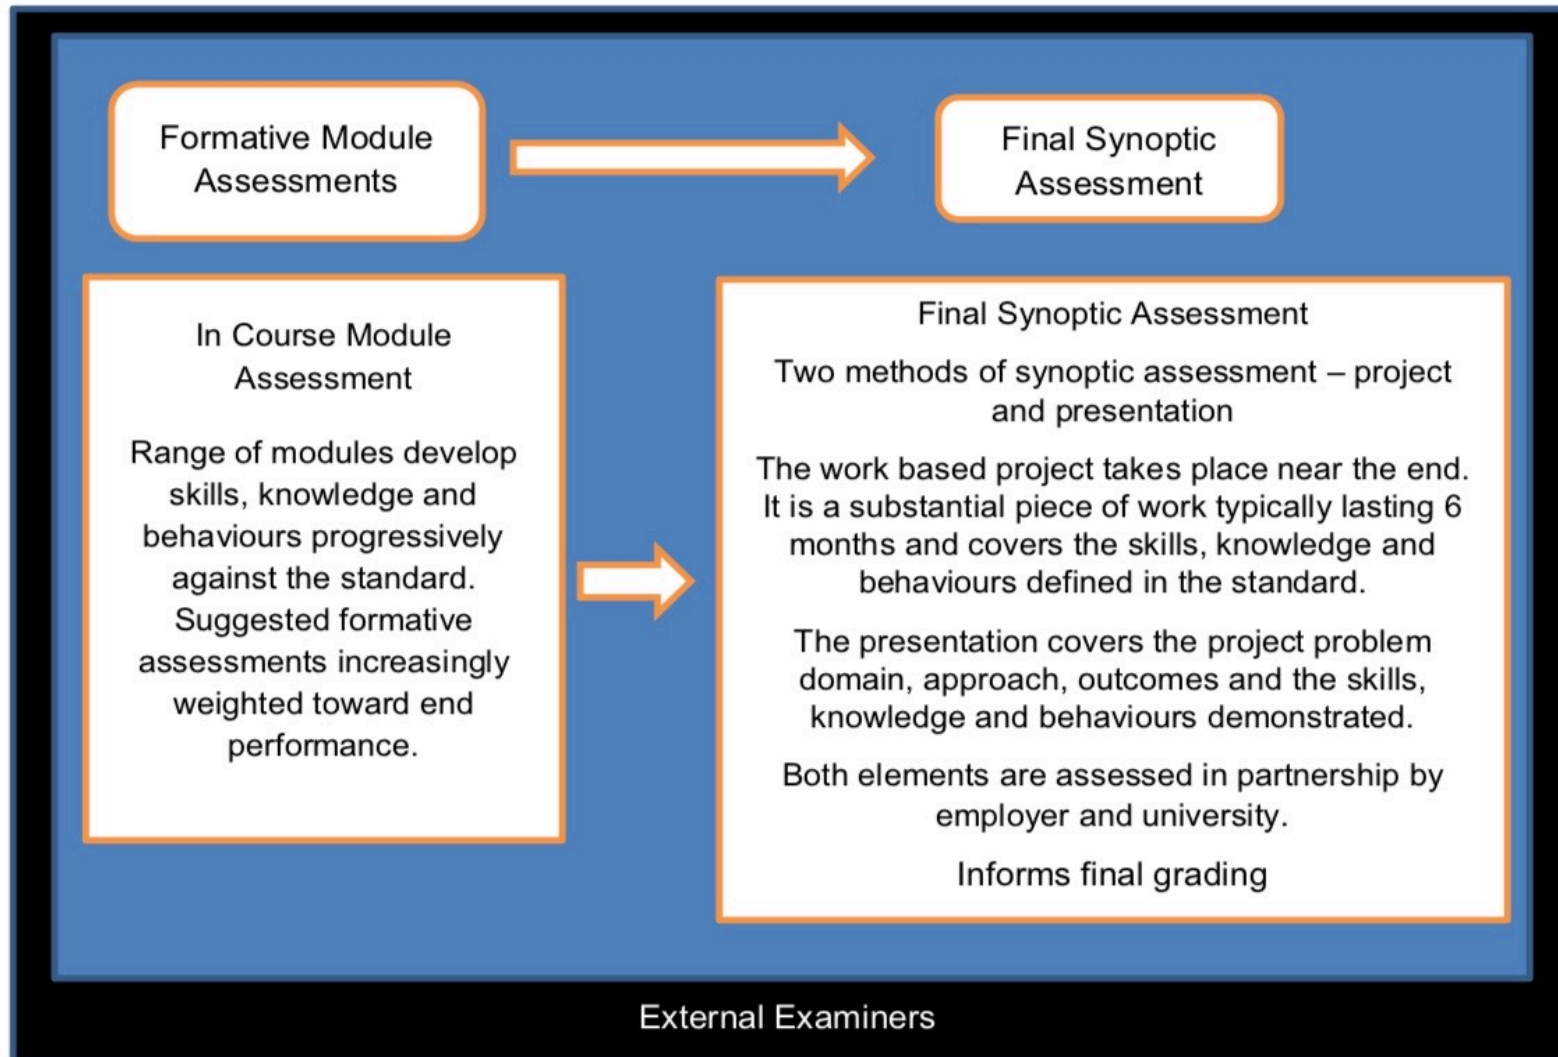 Formative Module
Assessments
Final Synoptic
Assessment
In Course Module
Assessment
Range of modules develop
skills, knowledge and
behaviours progressively
against the standard.
Suggested formative
assessments increasingly
weighted toward end
performance.
Final Synoptic Assessment
Two methods of synoptic assessment – project
and presentation
The work based project takes place near the end.
It is a substantial piece of work typically lasting 6
months and covers the skills, knowledge and
behaviours defined in the standard.
The presentation covers the project problem
domain, approach, outcomes and the skills,
knowledge and behaviours demonstrated.
Both elements are assessed in partnership by
employer and university.
Informs final grading
External Examiners